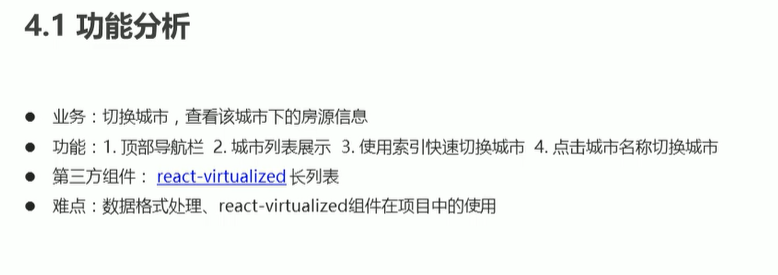 4.1 功能分析
● 业务：切换城市，查看该城市下的房源信息
● 功能：1. 顶部导航栏 2. 城市列表展示 3. 使用索引快速切换城市 4. 点击城市名称切换城市
● 第三方组件： react-virtualized 长列表
● 难点：数据格式处理、react-virtualized组件在项目中的使用